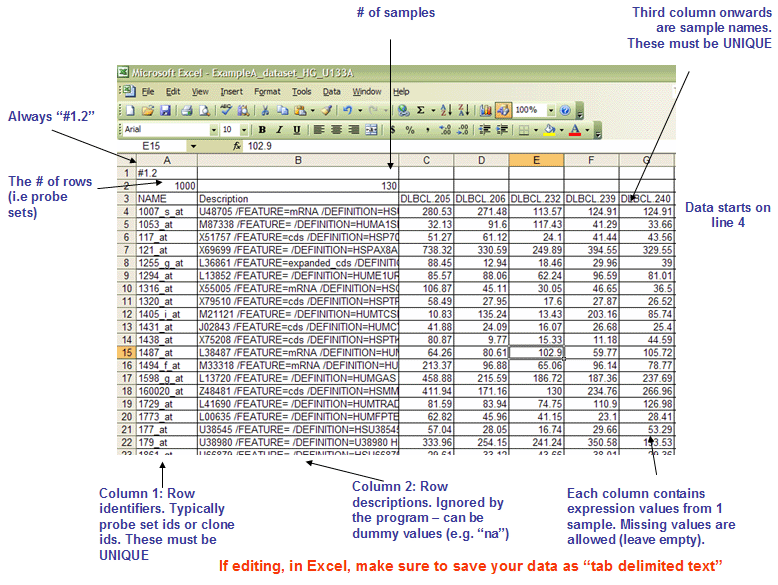 # of samples
Third column onwards
are sample names.
These must be UNIQUE
Microsoft Excel - ExampleA_dataset_HG_U133A
File Edit View Insert Format Tools Data Window Help
100%
Arial 10 B I U $ % ,
E15 fx 102.9
A B C D E F G
Always “#1.2”
1 #1.2
The # of rows
(i.e probe
sets)
2 1000 130
3 NAME Description DLBCL.205 DLBCL.206 DLBCL.232 DLBCL.239 DLBCL.240
Data starts on
line 4
4 1007_s_at U48705 /FEATURE=mRNA /DEFINITION=HSU 280.53 271.48 113.57 124.91 124.91
5 1053_at M87338 /FEATURE= /DEFINITION=HUMA1SE 32.13 91.6 117.43 41.29 33.66
6 117_at X51757 /FEATURE=cds /DEFINITION=HSP70 51.27 61.12 24.1 41.44 43.56
7 121_at X69699 /FEATURE= /DEFINITION=HSPAX8A 738.32 330.59 249.89 394.55 329.55
8 1255_g_at L36861 /FEATURE=expanded_cds /DEFINITIO 88.45 12.94 18.46 29.96 39
9 1294_at L13852 /FEATURE= /DEFINITION=HUME1UR 85.57 88.06 62.24 96.59 81.01
10 1316_at X55005 /FEATURE=mRNA /DEFINITION=HS 106.87 45.11 30.05 46.65 36.5
11 1320_at X79510 /FEATURE=cds /DEFINITION=HSPTP 58.49 27.95 17.6 27.87 26.52
12 1405_i_at M21121 /FEATURE= /DEFINITION=HUMTCS 10.83 135.24 13.43 203.16 85.74
13 1431_at J02843 /FEATURE=cds /DEFINITION=HUMCY 41.88 24.09 16.07 26.68 25.4
14 1438_at X75208 /FEATURE=cds /DEFINITION=HSPTK 80.87 9.77 15.33 11.18 44.59
15 1487_at L38487 /FEATURE=mRNA /DEFINITION=HUM 64.26 80.61 102.9 59.77 105.72
16 1494_f_at M33318 /FEATURE=mRNA /DEFINITION=HU 213.37 96.88 65.06 96.14 78.77
17 1598_g_at L13720 /FEATURE= /DEFINITION=HUMGAS 458.88 215.59 186.72 187.36 237.69
18 160020_at Z48481 /FEATURE=cds /DEFINITION=HSMM 411.94 171.16 130 234.76 266.96
19 1729_at L41690 /FEATURE= /DEFINITION=HUMTRAD 81.59 83.94 74.75 110.9 126.98
20 1773_at L00635 /FEATURE= /DEFINITION=HUMFPTE 62.82 45.96 41.15 23.1 28.41
21 177_at U38545 /FEATURE= /DEFINITION=HSU38545 57.04 28.05 16.74 29.66 53.29
22 179_at U38980 /FEATURE= /DEFINITION=U38980 H 333.96 254.15 241.24 350.58 193.53
Column 1: Row
identifiers. Typically
probe set ids or clone
ids. These must be
UNIQUE
Column 2: Row
descriptions. Ignored by
the program – can be
dummy values (e.g. “na”)
Each column contains
expression values from 1
sample. Missing values are
allowed (leave empty).
If editing, in Excel, make sure to save your data as “tab delimited text”